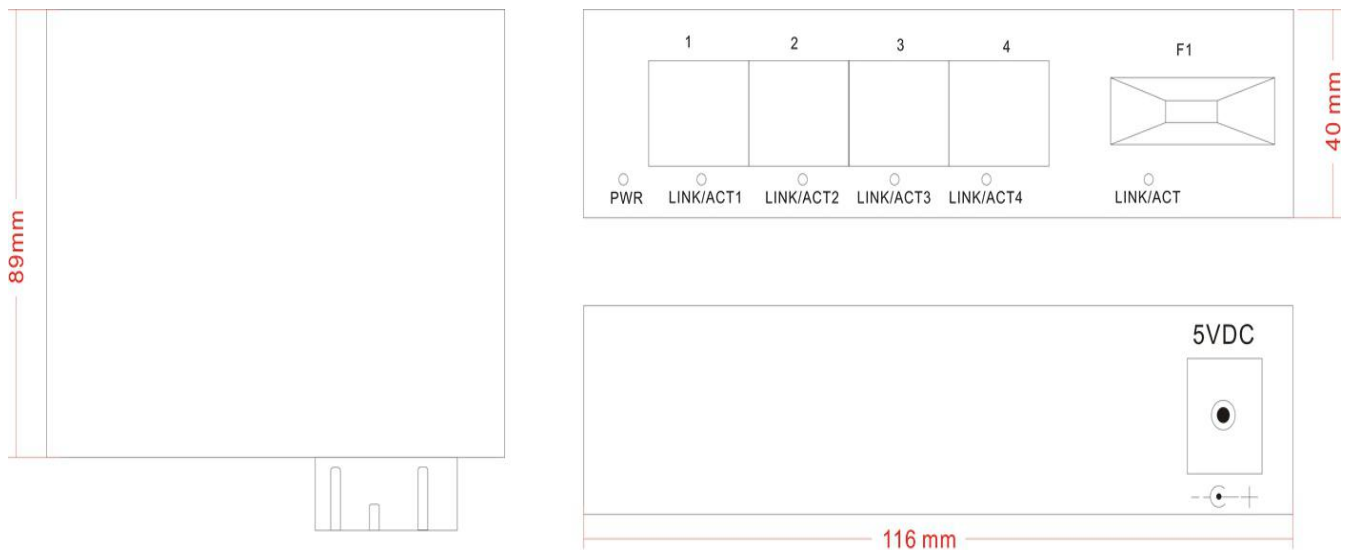 89mm
1 2 3 4 F1
PWR LINK/ACT1 LINK/ACT2 LINK/ACT3 LINK/ACT4 LINK/ACT
40 mm
5VDC
116 mm